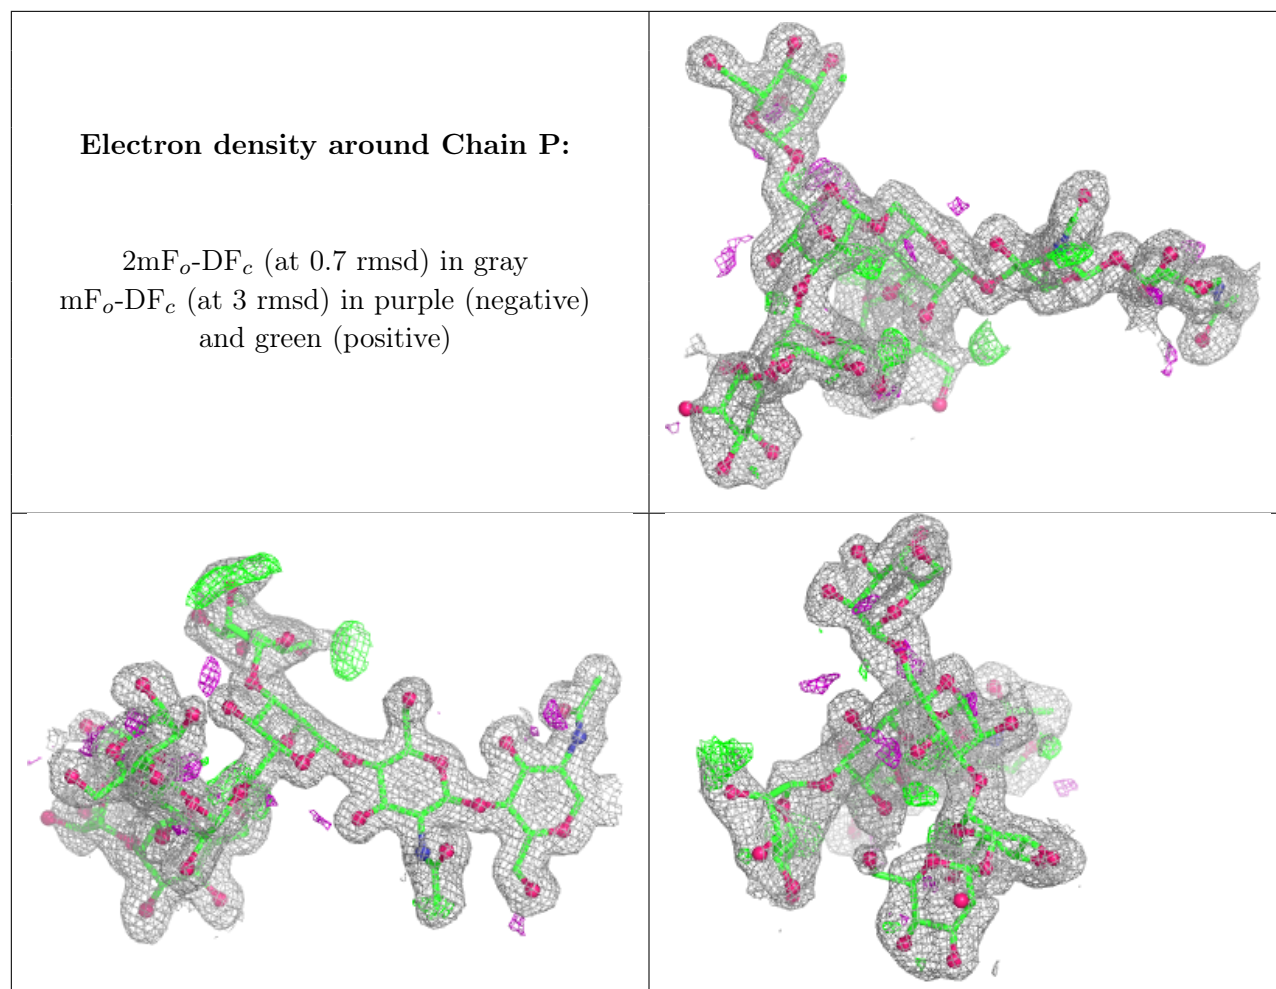 Electron density around Chain P:
2mFₒ-DF𝒸 (at 0.7 rmsd) in gray
mFₒ-DF𝒸 (at 3 rmsd) in purple (negative)
and green (positive)